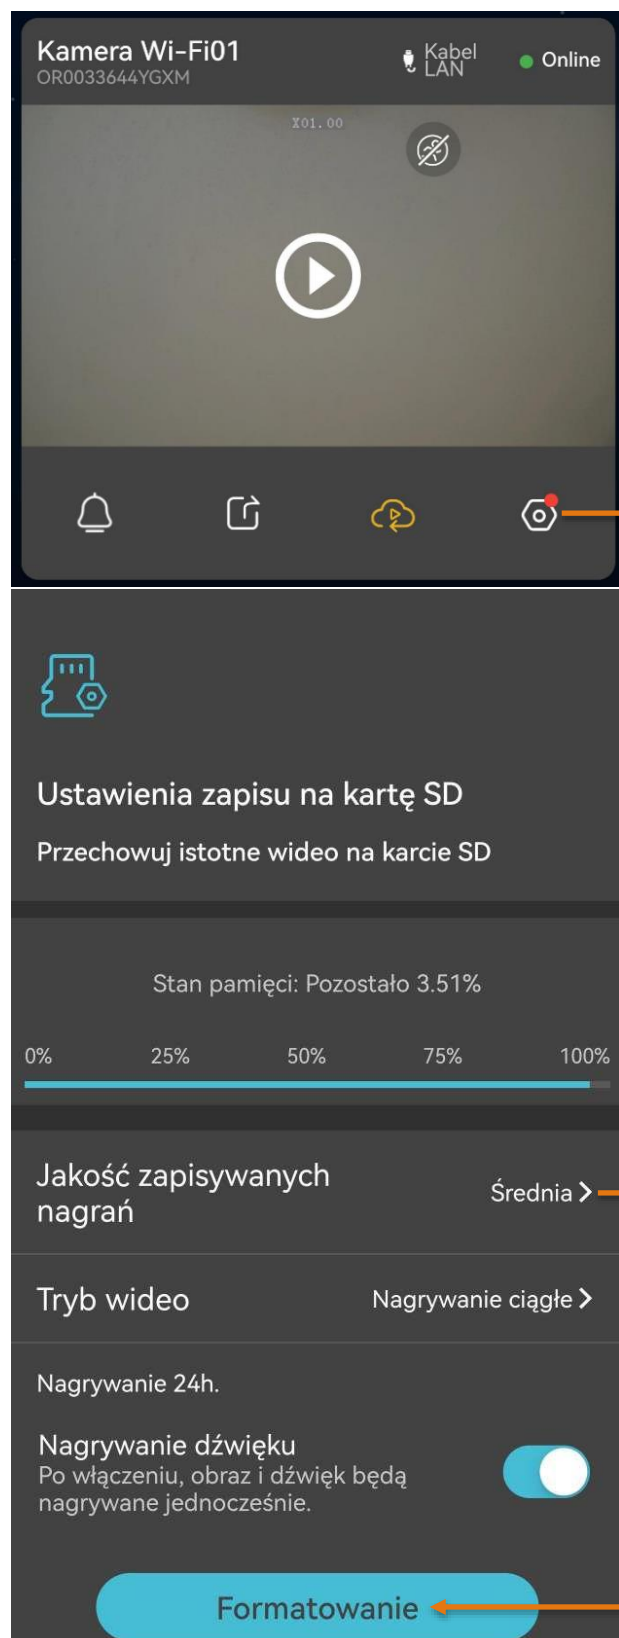 Kamera Wi-Fi01
OR0033644YGXM
Kabel
LAN
Online
X01.00
Ustawienia zapisu na kartę SD
Przechowuj istotne wideo na karcie SD
Stan pamięci: Pozostało 3.51%
0% 25% 50% 75% 100%
Jakość zapisywanych
nagrań
Średnia
Tryb wideo
Nagrywanie ciągłe
Nagrywanie 24h.
Nagrywanie dźwięku
Po włączeniu, obraz i dźwięk będą
nagrywane jednocześnie.
Formatowanie